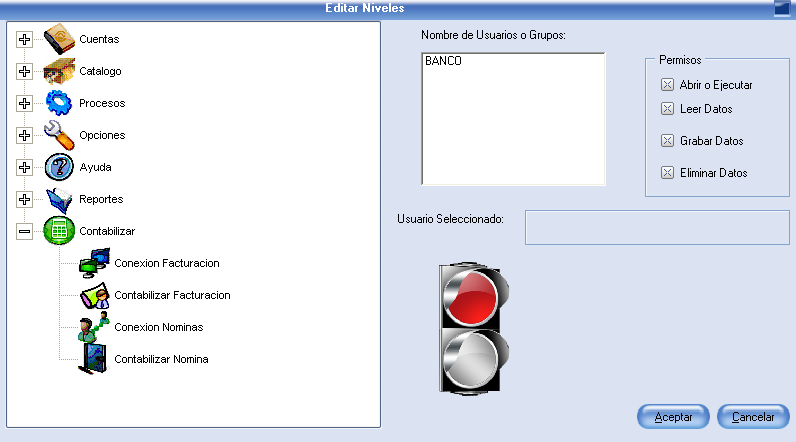 Editar Niveles
Cuentas
Catalogo
Procesos
Opciones
Ayuda
Reportes
Contabilizar
Conexion Facturacion
Contabilizar Facturacion
Conexion Nominas
Contabilizar Nomina
Nombre de Usuarios o Grupos:
BANCO
Permisos
Abrir o Ejecutar
Leer Datos
Grabar Datos
Eliminar Datos
Usuario Seleccionado:
Aceptar
Cancelar